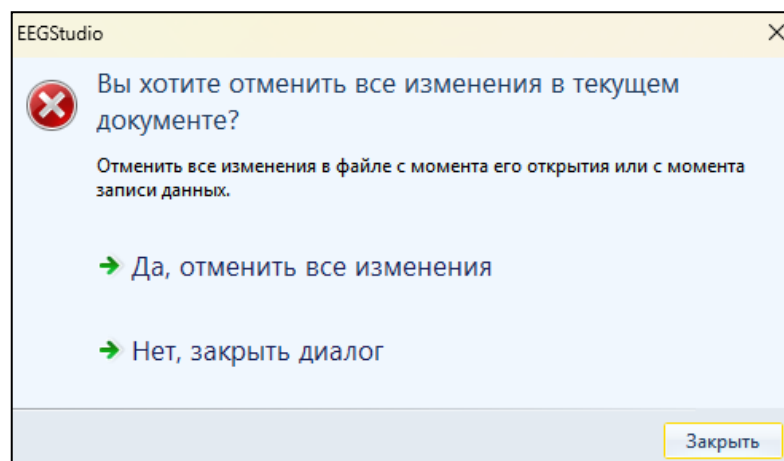 EEGStudio
Вы хотите отменить все изменения в текущем
документе?
Отменить все изменения в файле с момента его открытия или с момента
записи данных.
Да, отменить все изменения
Нет, закрыть диалог
Закрыть